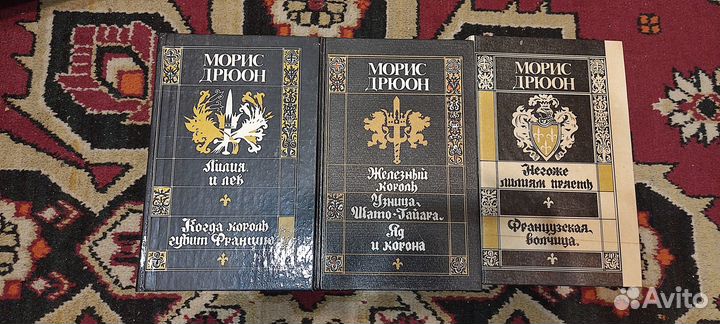 МОРИС
ДРЮОН
Лилия
и лев
Когда король
губит Францию
МОРИС
ДРЮОН
Железный
король
Узница
Шато-Гайара
Яд
и корона
МОРИС
ДРЮОН
Негоже
лилиям прясть
Французская
волчица
Avito